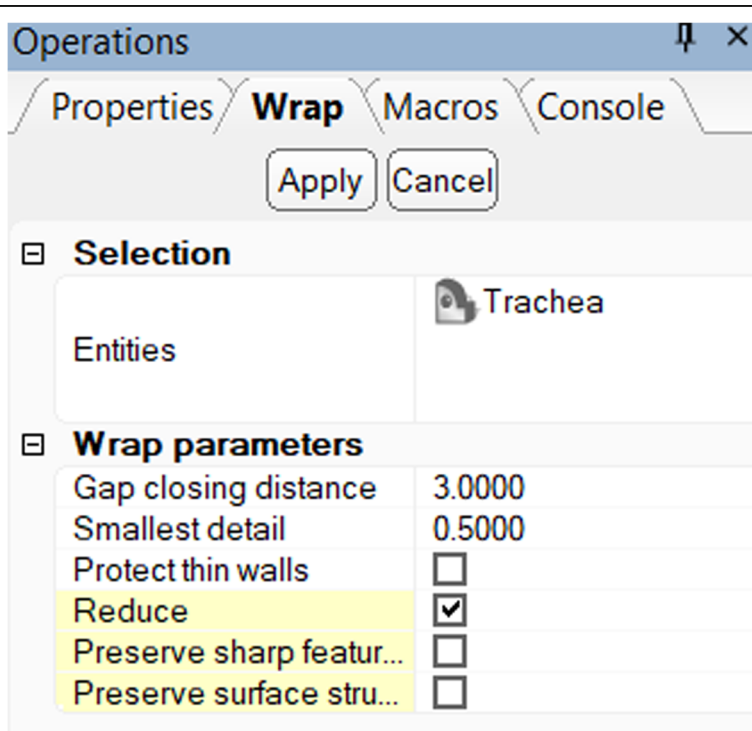 Operations
Properties Wrap Macros Console
Apply Cancel
Selection
Entities Trachea
Wrap parameters
Gap closing distance 3.0000
Smallest detail 0.5000
Protect thin walls
Reduce
Preserve sharp featur...
Preserve surface stru...